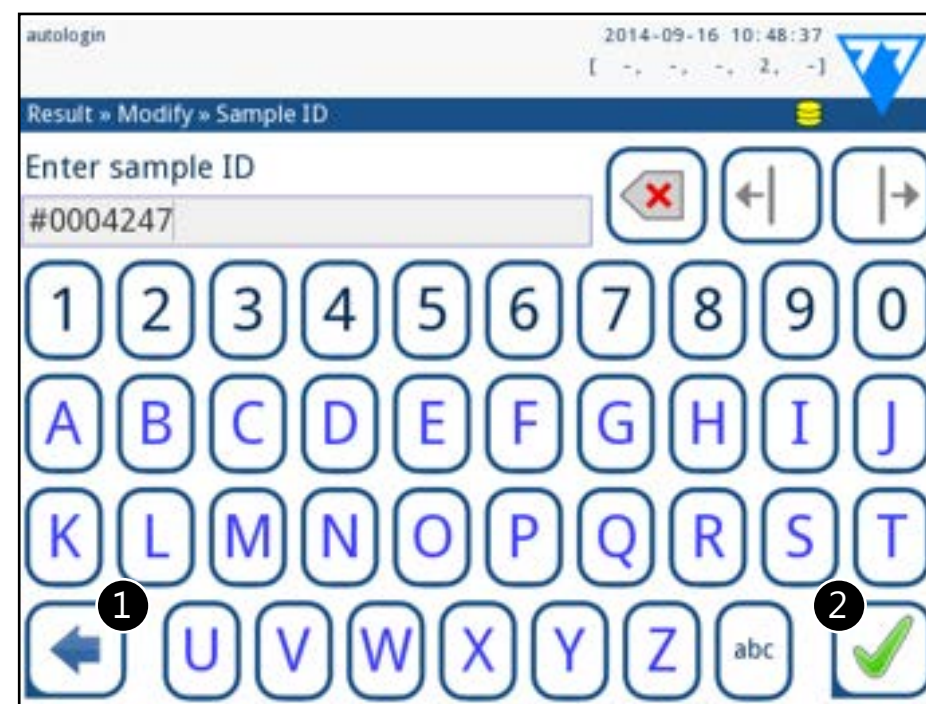 autologin
2014-09-16 10:48:37
[ -, -, -, 2, -]
Result » Modify » Sample ID
Enter sample ID
#0004247
1 2 3 4 5 6 7 8 9 0
A B C D E F G H I J
K L M N O P Q R S T
1 2
U V W X Y Z abc